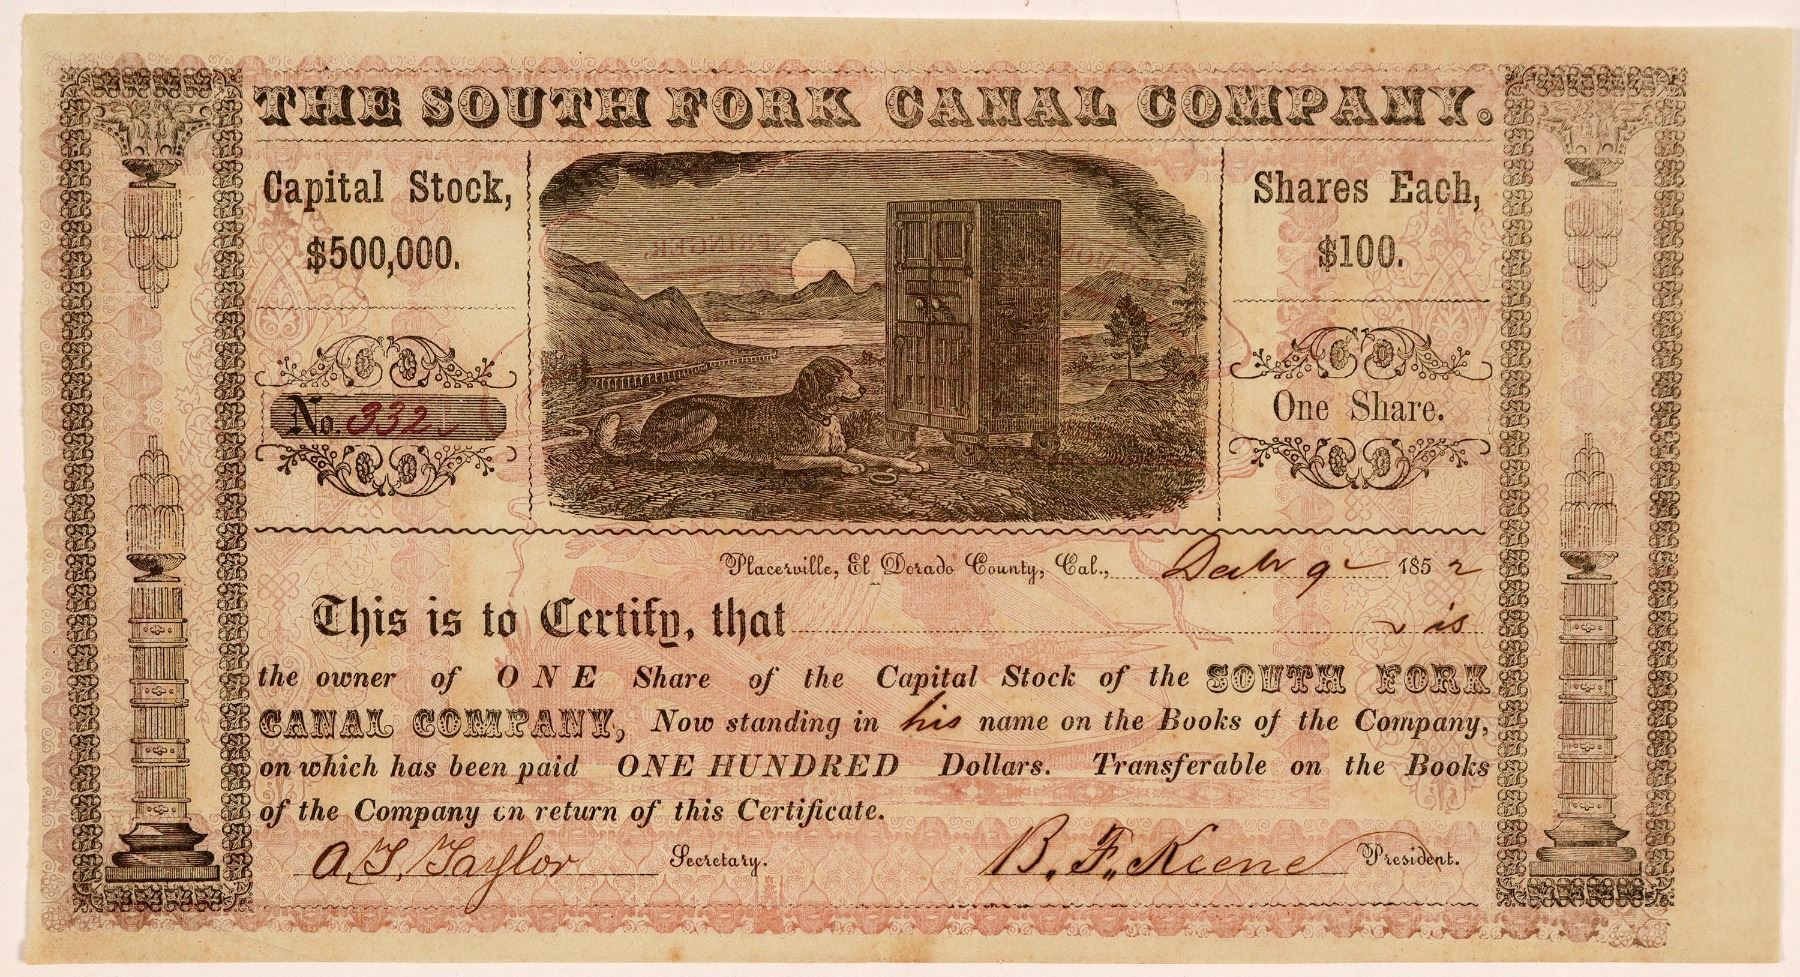 THE SOUTH FORK CANAL COMPANY.
Capital Stock,
$500,000.
Shares Each,
$100.
No. 332
One Share.
Placerville, El Dorado County, Cal., 9 1852
This is to Certify, that is
the owner of ONE Share of the Capital Stock of the SOUTH FORK
CANAL COMPANY, Now standing in his name on the Books of the Company,
on which has been paid ONE HUNDRED Dollars. Transferable on the Books
of the Company on return of this Certificate.
A. T. Taylor Secretary. B. F. Keene President.